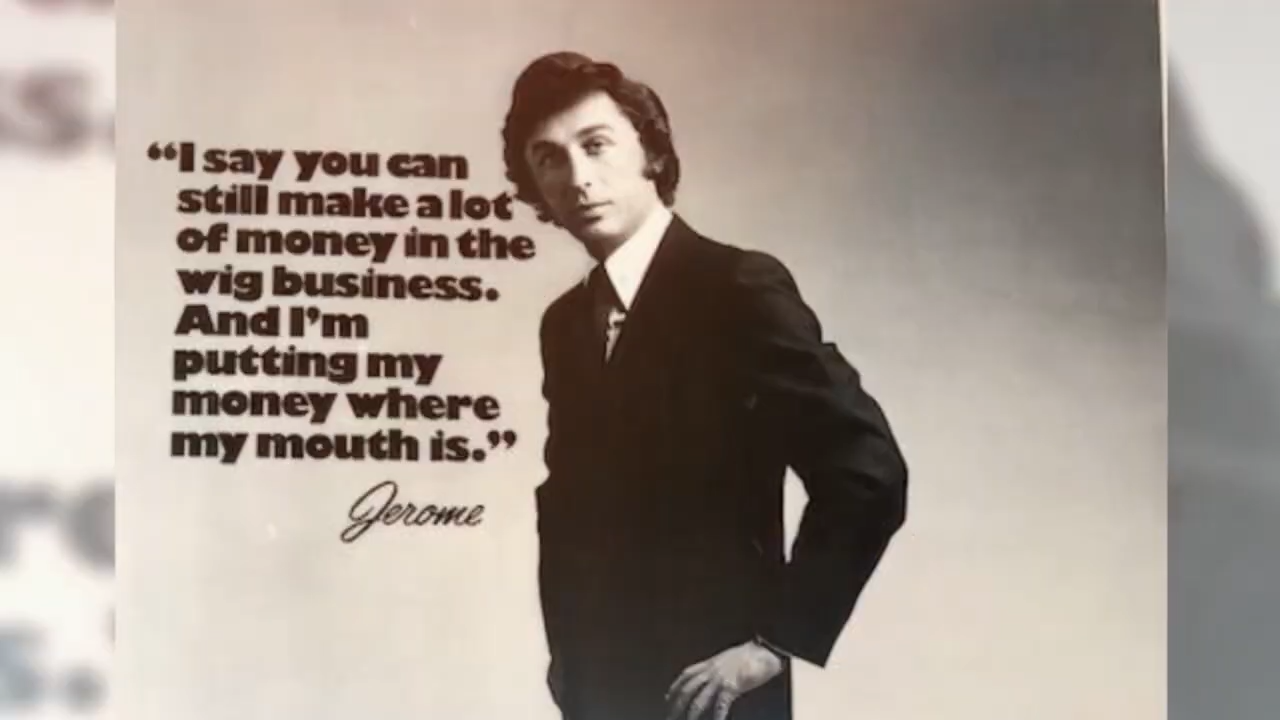 “I say you can
still make a lot
of money in the
wig business.
And I’m
putting my
money where
my mouth is.”
Jerome